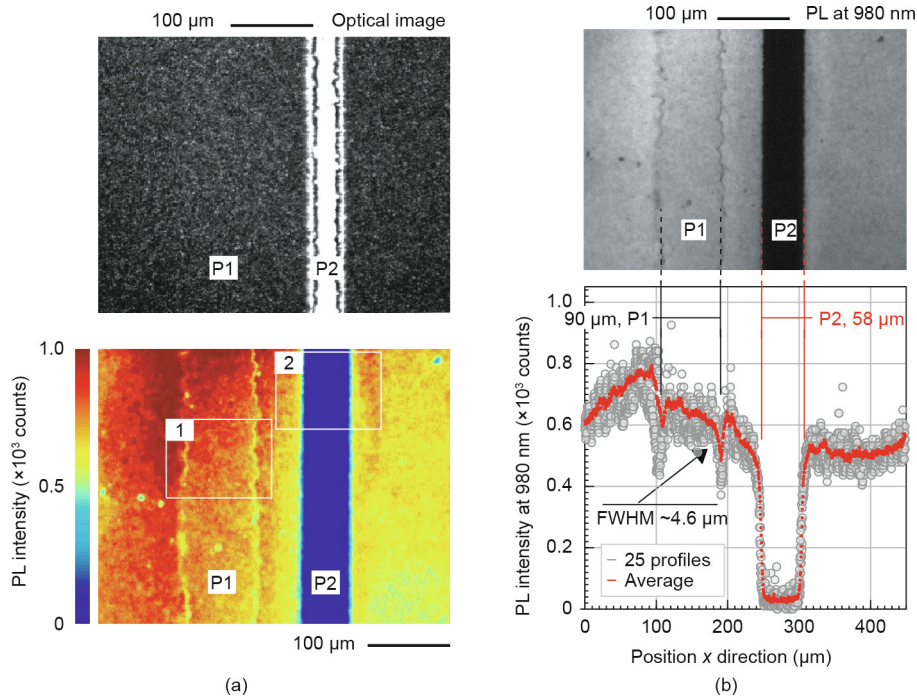 100 µm
Optical image
P1
P2
PL intensity (×10³ counts)
1.0
0.5
0
1
2
P1
P2
100 µm
(a)
100 µm
PL at 980 nm
P1
P2
PL intensity at 980 nm (×10³ counts)
1.0
0.8
0.6
0.4
0.2
0
90 µm, P1
P2, 58 µm
FWHM ~4.6 µm
25 profiles
Average
0 100 200 300 400
Position x direction (µm)
(b)